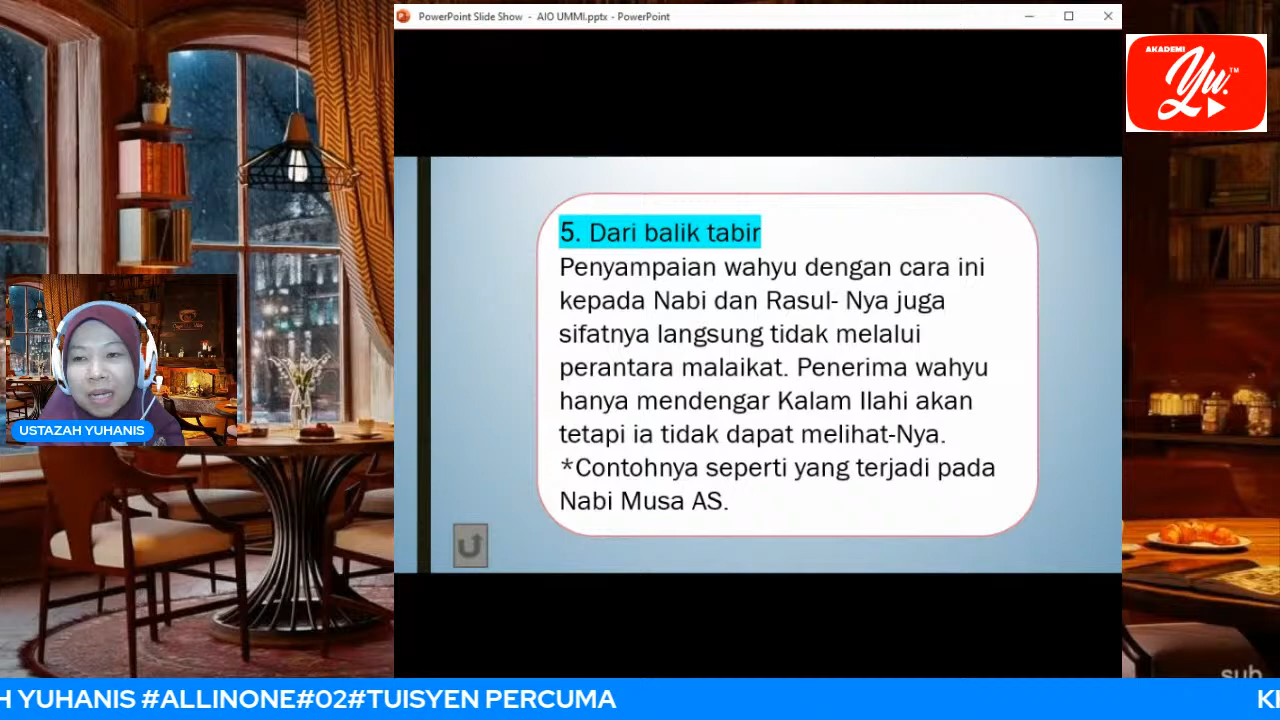 PowerPoint Slide Show - AIO UMMI.pptx - PowerPoint
AKADEMI
Yu.
TM
5. Dari balik tabir
Penyampaian wahyu dengan cara ini
kepada Nabi dan Rasul- Nya juga
sifatnya langsung tidak melalui
perantara malaikat. Penerima wahyu
hanya mendengar Kalam Ilahi akan
tetapi ia tidak dapat melihat-Nya.
*Contohnya seperti yang terjadi pada
Nabi Musa AS.
USTAZAH YUHANIS
sub
H YUHANIS #ALLINONE#02#TUISYEN PERCUMA